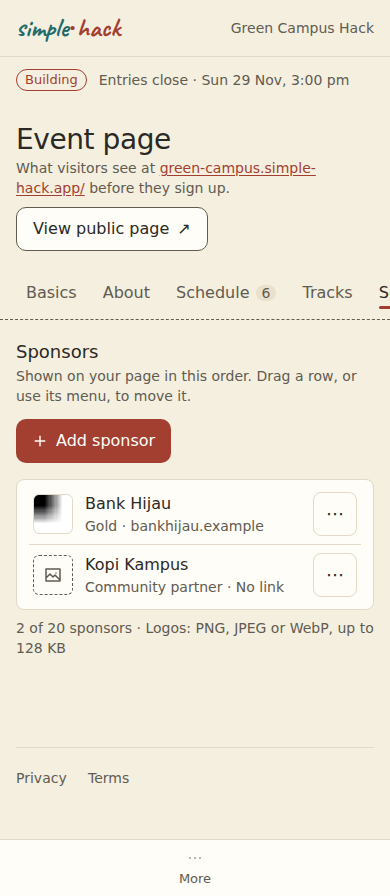 simple·hack
Green Campus Hack
Building
Entries close · Sun 29 Nov, 3:00 pm
Event page
What visitors see at green-campus.simple-
hack.app/ before they sign up.
View public page ↗
Basics
About
Schedule 6
Tracks
S
Sponsors
Shown on your page in this order. Drag a row, or
use its menu, to move it.
+ Add sponsor
Bank Hijau
Gold · bankhijau.example
Kopi Kampus
Community partner · No link
2 of 20 sponsors · Logos: PNG, JPEG or WebP, up to
128 KB
Privacy
Terms
More